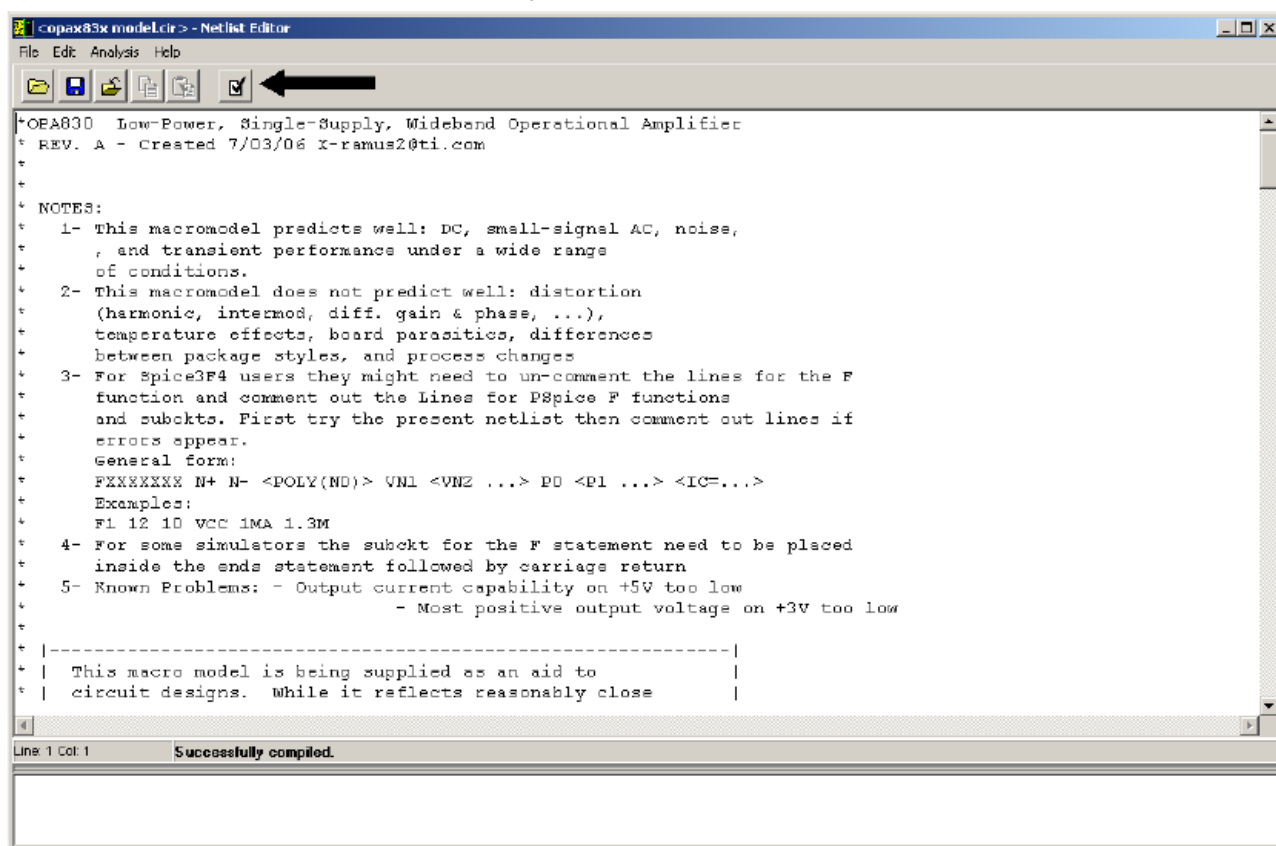 <opax83x model.cir> - Netlist Editor
File Edit Analysis Help
*OPA830  Low-Power, Single-Supply, Wideband Operational Amplifier
* REV. A - Created 7/03/06 X-ramus2@ti.com
*
*
* NOTES:
*   1- This macromodel predicts well: DC, small-signal AC, noise,
*      , and transient performance under a wide range
*      of conditions.
*   2- This macromodel does not predict well: distortion
*      (harmonic, intermod, diff. gain & phase, ...),
*      temperature effects, board parasitics, differences
*      between package styles, and process changes
*   3- For Spice3F4 users they might need to un-comment the lines for the F
*      function and comment out the Lines for PSpice F functions
*      and subckts. First try the present netlist then comment out lines if
*      errors appear.
*      General form:
*      FXXXXXXX N+ N- <POLY(ND)> VN1 <VN2 ...> P0 <P1 ...> <IC=...>
*      Examples:
*      F1 12 10 VCC 1MA 1.3M
*   4- For some simulators the subckt for the F statement need to be placed
*      inside the ends statement followed by carriage return
*   5- Known Problems: - Output current capability on +5V too low
*                                - Most positive output voltage on +3V too low
*
* |-------------------------------------------------------------|
* |  This macro model is being supplied as an aid to            |
* |  circuit designs.  While it reflects reasonably close       |
Line: 1 Col: 1 Successfully compiled.